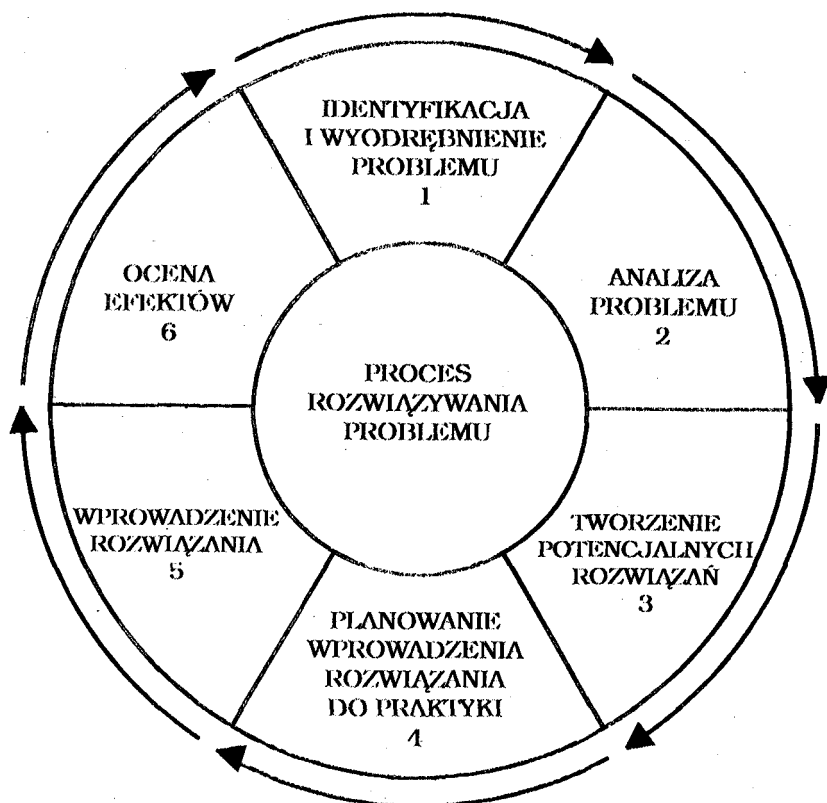 IDENTYFIKACJA
I WYODRĘBNIENIE
PROBLEMU
1
ANALIZA
PROBLEMU
2
TWORZENIE
POTENCJALNYCH
ROZWIĄZAŃ
3
PLANOWANIE
WPROWADZENIA
ROZWIĄZANIA
DO PRAKTYKI
4
WPROWADZENIE
ROZWIĄZANIA
5
OCENA
EFEKTÓW
6
PROCES
ROZWIĄZYWANIA
PROBLEMU